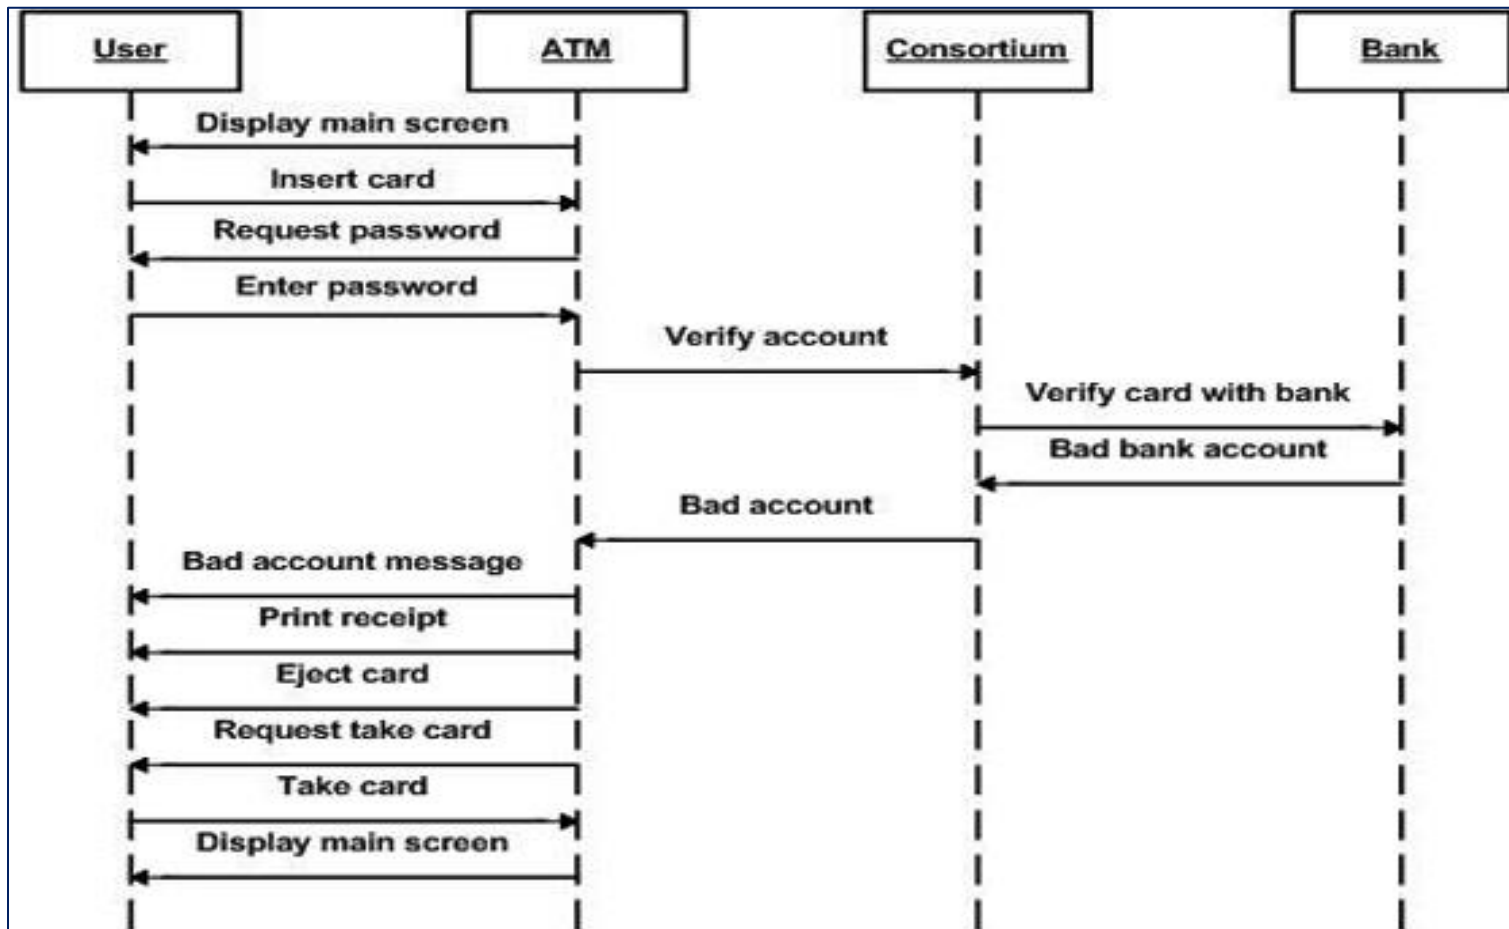 User
ATM
Consortium
Bank
Display main screen
Insert card
Request password
Enter password
Verify account
Verify card with bank
Bad bank account
Bad account
Bad account message
Print receipt
Eject card
Request take card
Take card
Display main screen